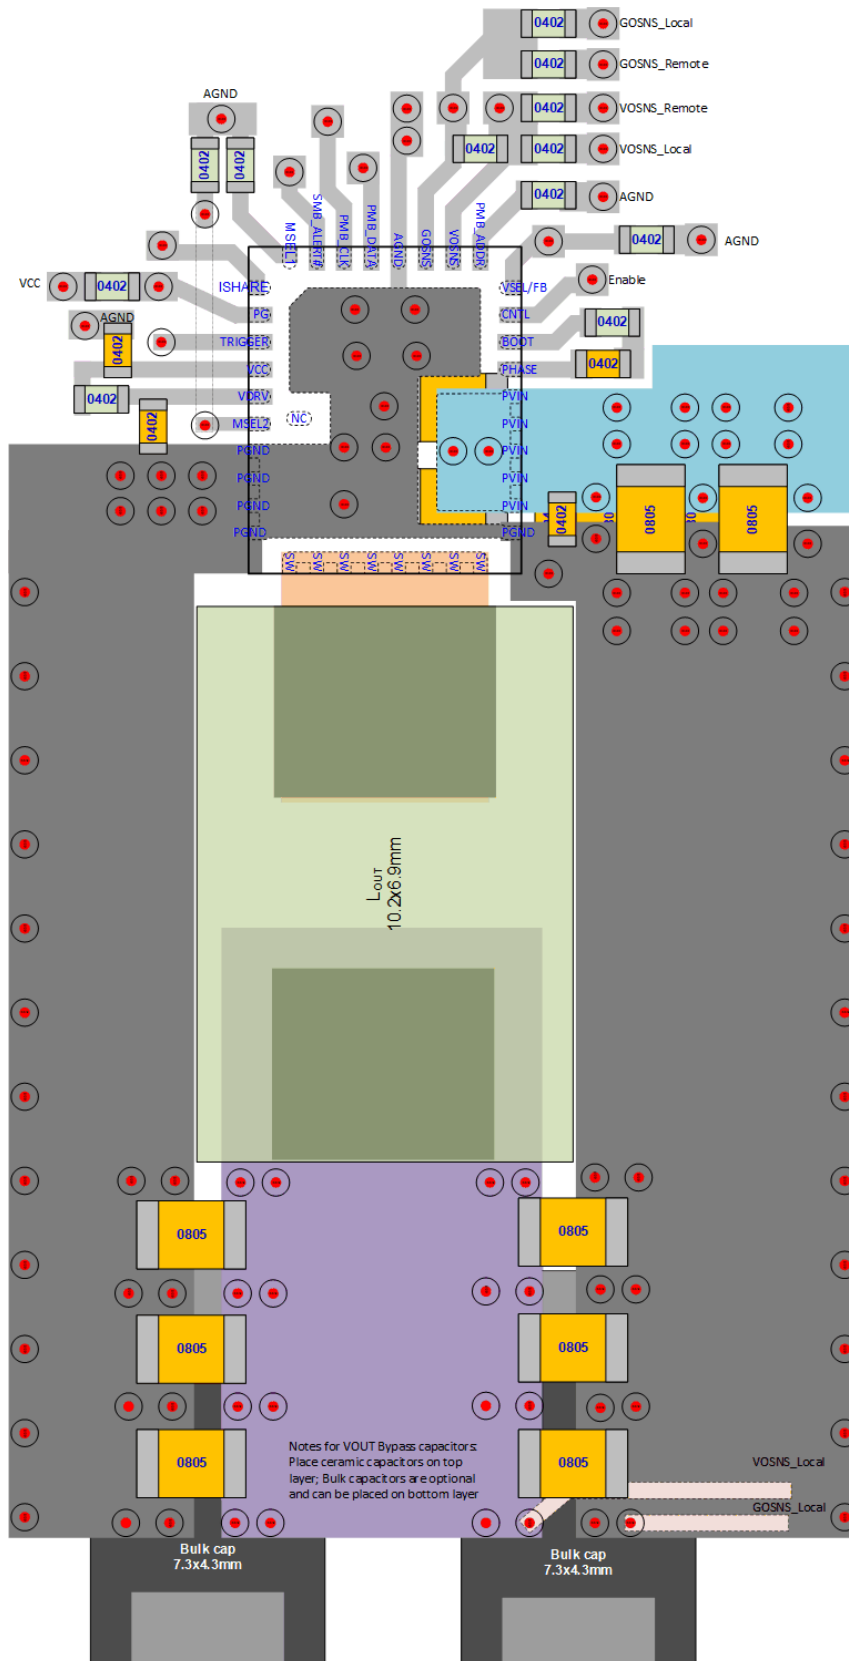 GOSNS_Local
0402
GOSNS_Remote
0402
VOSNS_Remote
0402
VOSNS_Local
0402
0402
AGND
0402
0402
0402
AGND
0402
AGND
MSEL1
SMB_ALERT#
PMB_CLK
PMB_DATA
AGND
GOSNS
VOSNS
PMB_ADDR
VCC
0402
ISHARE
VSEL/FB
Enable
PG
CNTL
AGND
0402
TRIGGER
BOOT
0402
VCC
PHASE
0402
0402
VDRV
PVIN
0402
MSEL2
NC
PVIN
PGND
PVIN
PGND
PVIN
PGND
PVIN
PGND
PGND
0402
0805
0805
SW
SW
SW
SW
SW
SW
SW
SW
LOUT
10.2x6.9mm
0805
0805
0805
0805
0805
0805
Notes for VOUT Bypass capacitors:
Place ceramic capacitors on top
layer; Bulk capacitors are optional
and can be placed on bottom layer
VOSNS_Local
GOSNS_Local
Bulk cap
7.3x4.3mm
Bulk cap
7.3x4.3mm